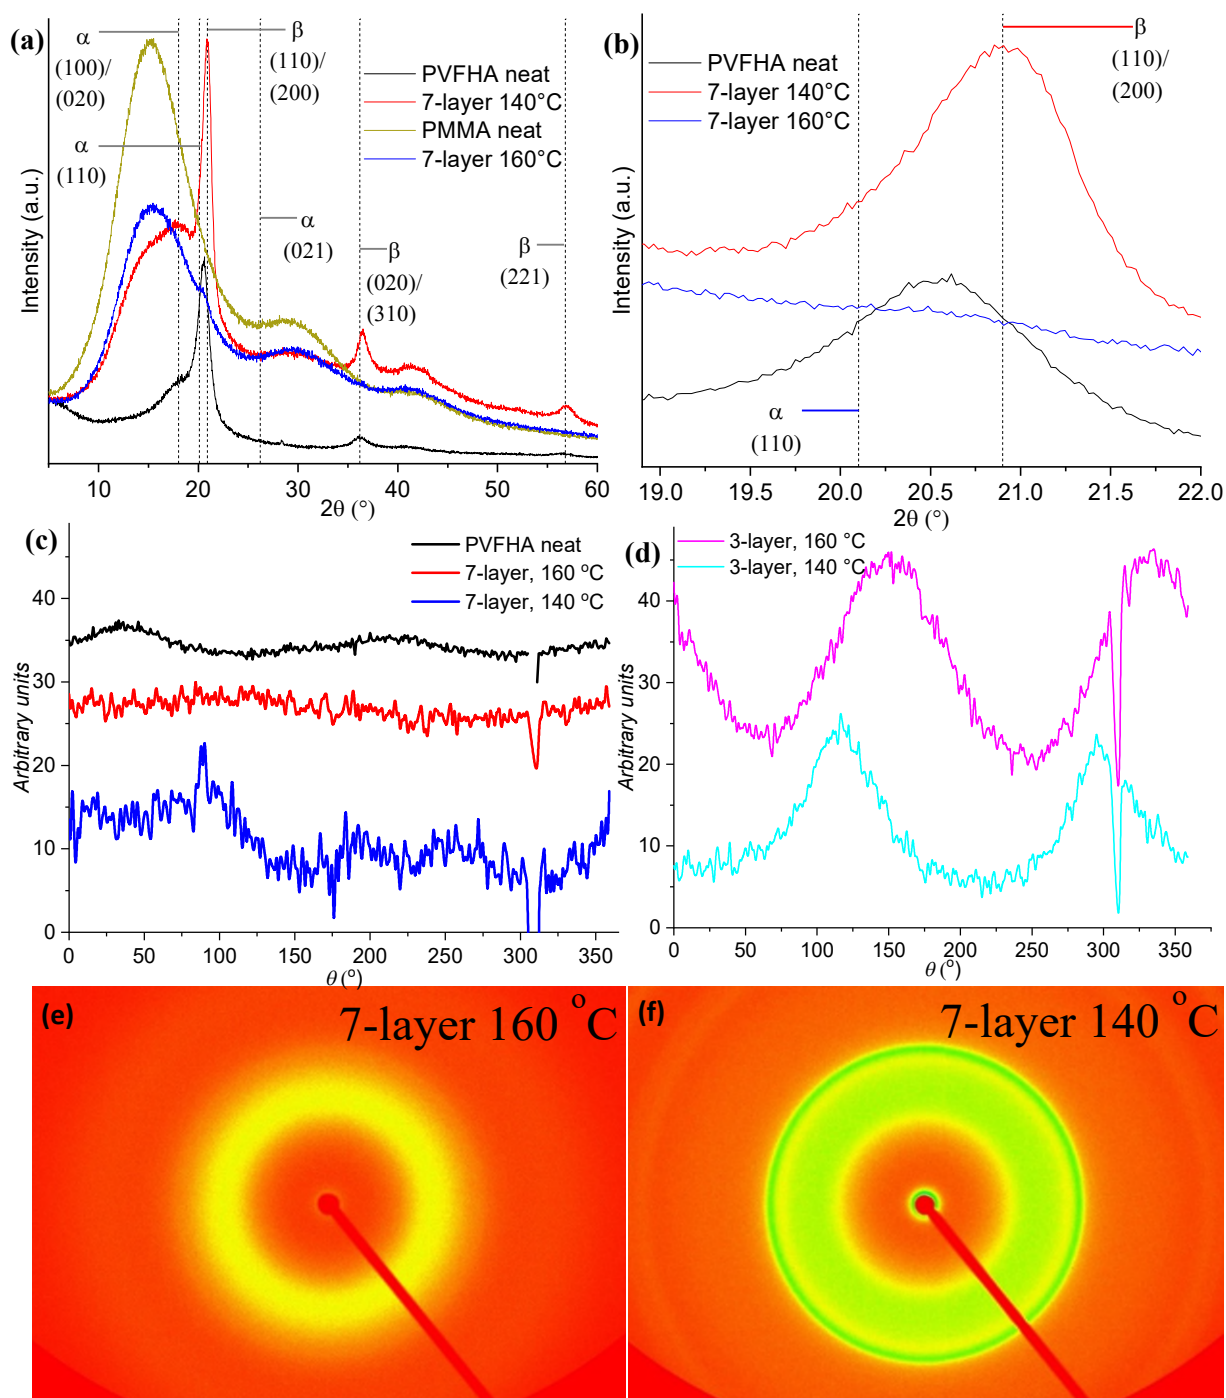 (a)
α
(100)/
(020)
α
(110)
β
(110)/
(200)
PVFHA neat
7-layer 140°C
PMMA neat
7-layer 160°C
α
(021)
β
(020)/
(310)
β
(221)
Intensity (a.u.)
10
20
30
40
50
60
2θ (°)
(b)
PVFHA neat
7-layer 140°C
7-layer 160°C
β
(110)/
(200)
α
(110)
Intensity (a.u.)
19.0
19.5
20.0
20.5
21.0
21.5
22.0
2θ (°)
(c)
PVFHA neat
7-layer, 160 °C
7-layer, 140 °C
Arbitrary units
40
30
20
10
0
0
50
100
150
200
250
300
350
θ (°)
(d)
3-layer, 160 °C
3-layer, 140 °C
Arbitrary units
40
30
20
10
0
0
50
100
150
200
250
300
350
θ (°)
(e)
7-layer 160 °C
(f)
7-layer 140 °C